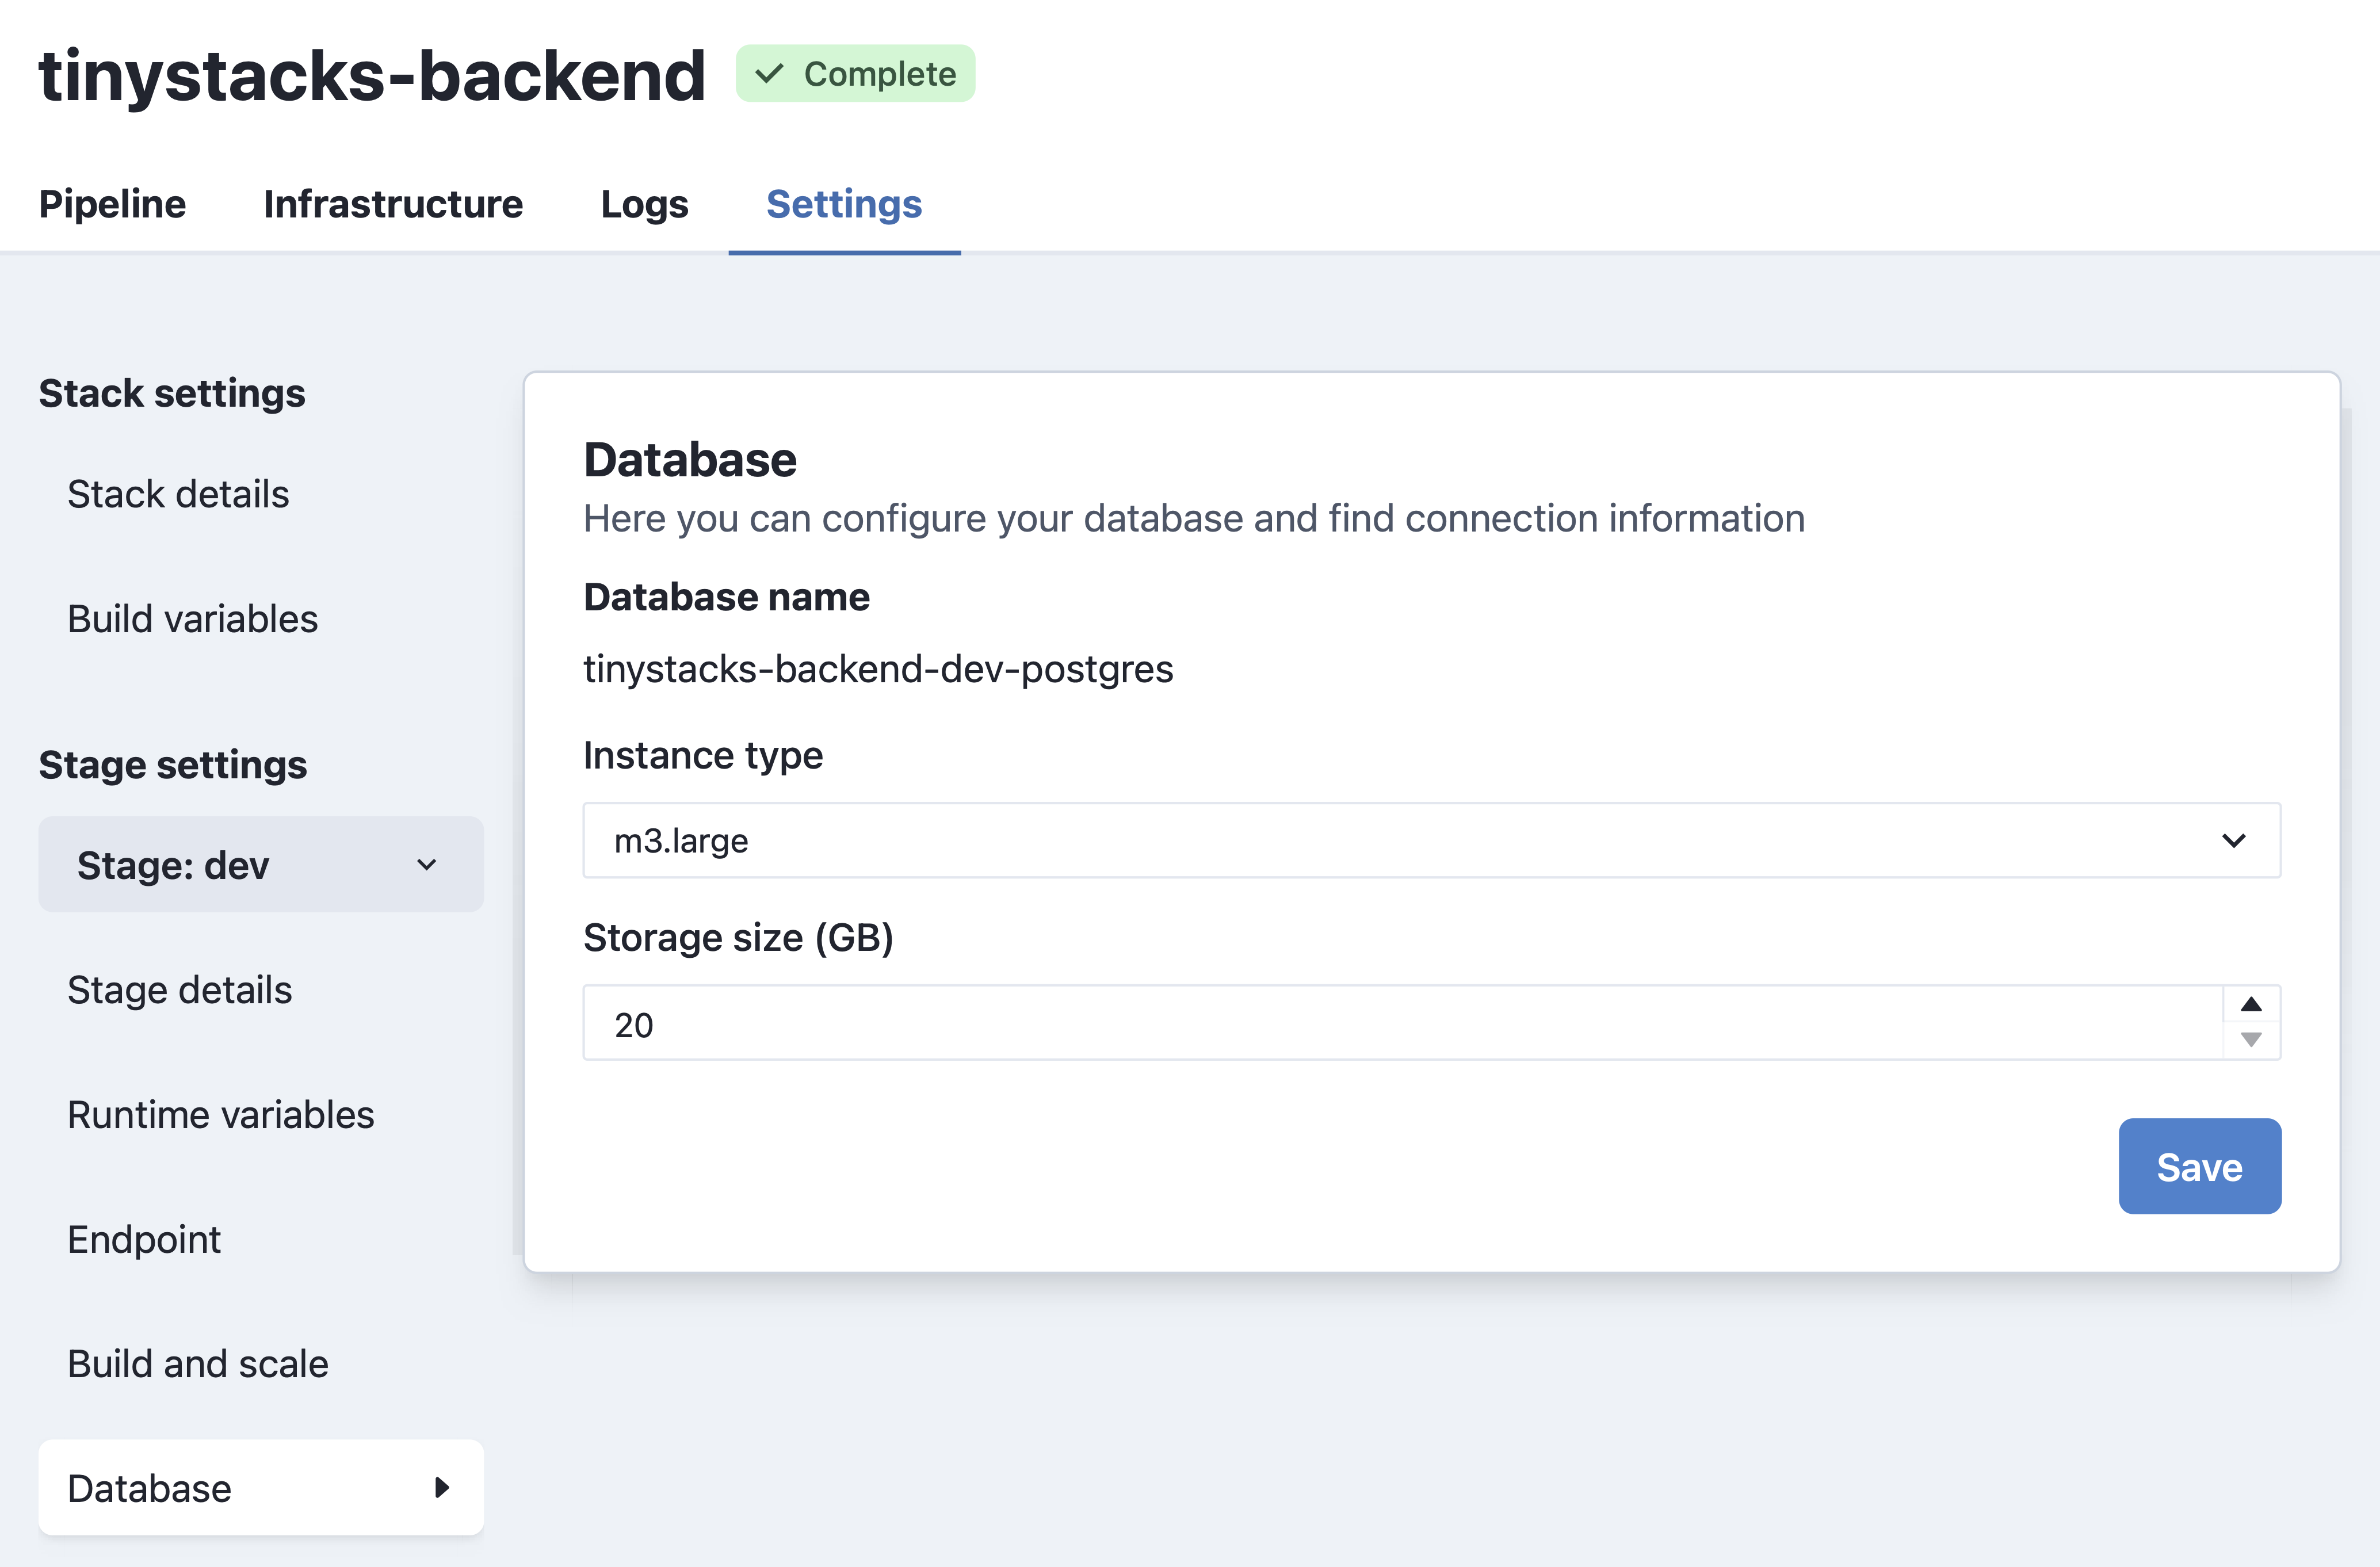 tinystacks-backend
Complete
Pipeline Infrastructure Logs Settings
Stack settings
Stack details
Build variables
Stage settings
Stage: dev
Stage details
Runtime variables
Endpoint
Build and scale
Database
Database
Here you can configure your database and find connection information
Database name
tinystacks-backend-dev-postgres
Instance type
m3.large
Storage size (GB)
20
Save